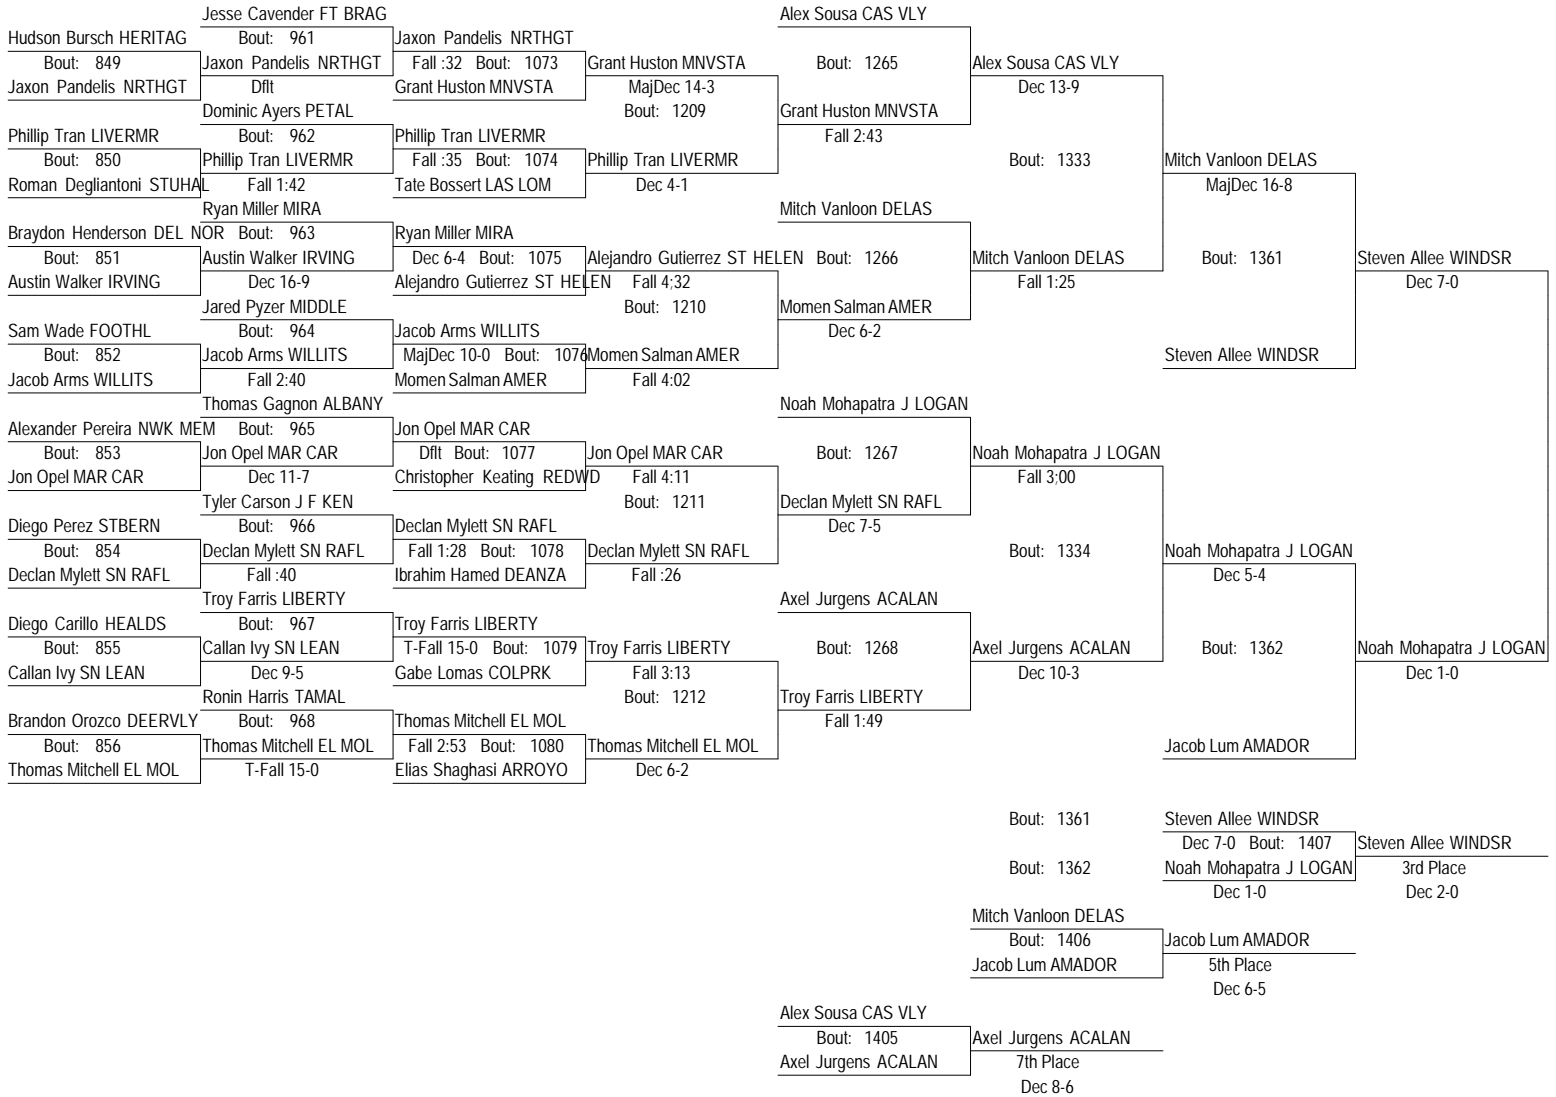 Jesse Cavender FT BRAG Alex Sousa CAS VLY
Hudson Bursch HERITAG Bout: 961 Jaxon Pandelis NRTHGT
Bout: 849 Jaxon Pandelis NRTHGT Fall :32 Bout: 1073 Grant Huston MNVSTA Bout: 1265 Alex Sousa CAS VLY
Jaxon Pandelis NRTHGT Dflt Grant Huston MNVSTA MajDec 14-3 Dec 13-9
Dominic Ayers PETAL Bout: 1209 Grant Huston MNVSTA
Phillip Tran LIVERMR Bout: 962 Phillip Tran LIVERMR Fall 2:43
Bout: 850 Phillip Tran LIVERMR Fall :35 Bout: 1074 Phillip Tran LIVERMR Bout: 1333 Mitch Vanloon DELAS
Roman Degliantoni STUHAL Fall 1:42 Tate Bossert LAS LOM Dec 4-1 MajDec 16-8
Ryan Miller MIRA Mitch Vanloon DELAS
Braydon Henderson DEL NOR Bout: 963 Ryan Miller MIRA
Bout: 851 Austin Walker IRVING Dec 6-4 Bout: 1075 Alejandro Gutierrez ST HELEN Bout: 1266 Mitch Vanloon DELAS Bout: 1361 Steven Allee WINDSR
Austin Walker IRVING Dec 16-9 Alejandro Gutierrez ST HELEN Fall 4;32 Fall 1:25 Dec 7-0
Jared Pyzer MIDDLE Bout: 1210 Momen Salman AMER
Sam Wade FOOTHL Bout: 964 Jacob Arms WILLITS Dec 6-2
Bout: 852 Jacob Arms WILLITS MajDec 10-0 Bout: 1076 Momen Salman AMER Steven Allee WINDSR
Jacob Arms WILLITS Fall 2:40 Momen Salman AMER Fall 4:02
Thomas Gagnon ALBANY Noah Mohapatra J LOGAN
Alexander Pereira NWK MEM Bout: 965 Jon Opel MAR CAR
Bout: 853 Jon Opel MAR CAR Dflt Bout: 1077 Jon Opel MAR CAR Bout: 1267 Noah Mohapatra J LOGAN
Jon Opel MAR CAR Dec 11-7 Christopher Keating REDWD Fall 4:11 Fall 3;00
Tyler Carson J F KEN Bout: 1211 Declan Mylett SN RAFL
Diego Perez STBERN Bout: 966 Declan Mylett SN RAFL Dec 7-5
Bout: 854 Declan Mylett SN RAFL Fall 1:28 Bout: 1078 Declan Mylett SN RAFL Bout: 1334 Noah Mohapatra J LOGAN
Declan Mylett SN RAFL Fall :40 Ibrahim Hamed DEANZA Fall :26 Dec 5-4
Troy Farris LIBERTY Axel Jurgens ACALAN
Diego Carillo HEALDS Bout: 967 Troy Farris LIBERTY
Bout: 855 Callan Ivy SN LEAN T-Fall 15-0 Bout: 1079 Troy Farris LIBERTY Bout: 1268 Axel Jurgens ACALAN Bout: 1362 Noah Mohapatra J LOGAN
Callan Ivy SN LEAN Dec 9-5 Gabe Lomas COLPRK Fall 3:13 Dec 10-3 Dec 1-0
Ronin Harris TAMAL Bout: 1212 Troy Farris LIBERTY
Brandon Orozco DEERVLY Bout: 968 Thomas Mitchell EL MOL Fall 1:49
Bout: 856 Thomas Mitchell EL MOL Fall 2:53 Bout: 1080 Thomas Mitchell EL MOL Jacob Lum AMADOR
Thomas Mitchell EL MOL T-Fall 15-0 Elias Shaghasi ARROYO Dec 6-2
Bout: 1361 Steven Allee WINDSR
Dec 7-0 Bout: 1407 Steven Allee WINDSR
Bout: 1362 Noah Mohapatra J LOGAN 3rd Place
Dec 1-0 Dec 2-0
Mitch Vanloon DELAS
Bout: 1406 Jacob Lum AMADOR
Jacob Lum AMADOR 5th Place
Dec 6-5
Alex Sousa CAS VLY
Bout: 1405 Axel Jurgens ACALAN
Axel Jurgens ACALAN 7th Place
Dec 8-6